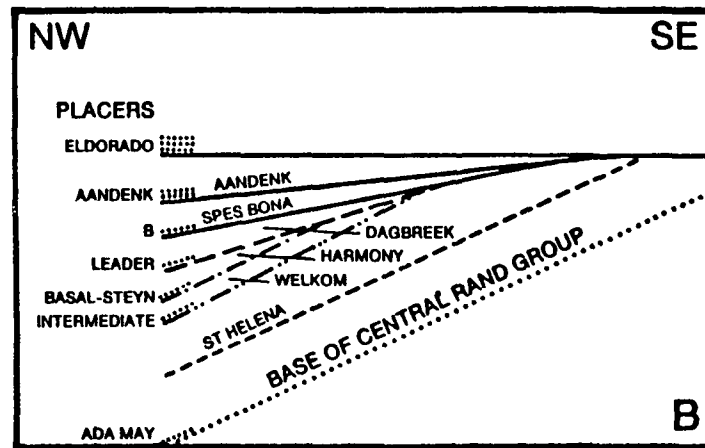 NW
SE
PLACERS
ELDORADO
AANDENK
AANDENK
SPES BONA
B
DAGBREEK
LEADER
HARMONY
BASAL-STEYN
WELKOM
INTERMEDIATE
ST HELENA
BASE OF CENTRAL RAND GROUP
ADA MAY
B